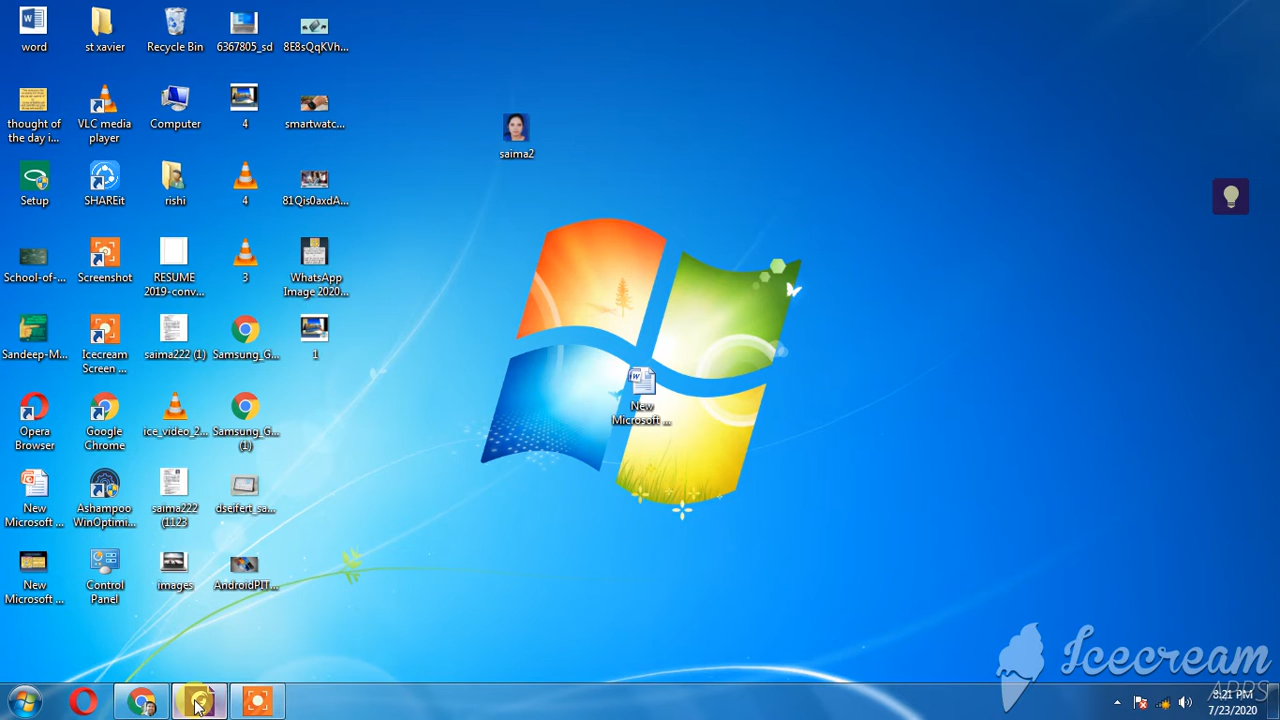 word
st xavier
Recycle Bin
6367805_sd
8E8sQqKVh...
thought of
the day i...
VLC media
player
Computer
4
smartwatc...
saima2
Setup
SHAREit
rishi
4
81Qis0axdA...
School-of-...
Screenshot
RESUME
2019-conv...
3
WhatsApp
Image 2020...
Sandeep-M...
Icecream
Screen ...
saima222 (1)
Samsung_G...
1
New
Microsoft ...
Opera
Browser
Google
Chrome
ice_video_2...
Samsung_G...
(1)
New
Microsoft ...
Ashampoo
WinOptimi...
saima222
(1123
dseifert_sa...
New
Microsoft ...
Control
Panel
images
AndroidPIT...
Icecream
APPS
8:21 PM
7/23/2020